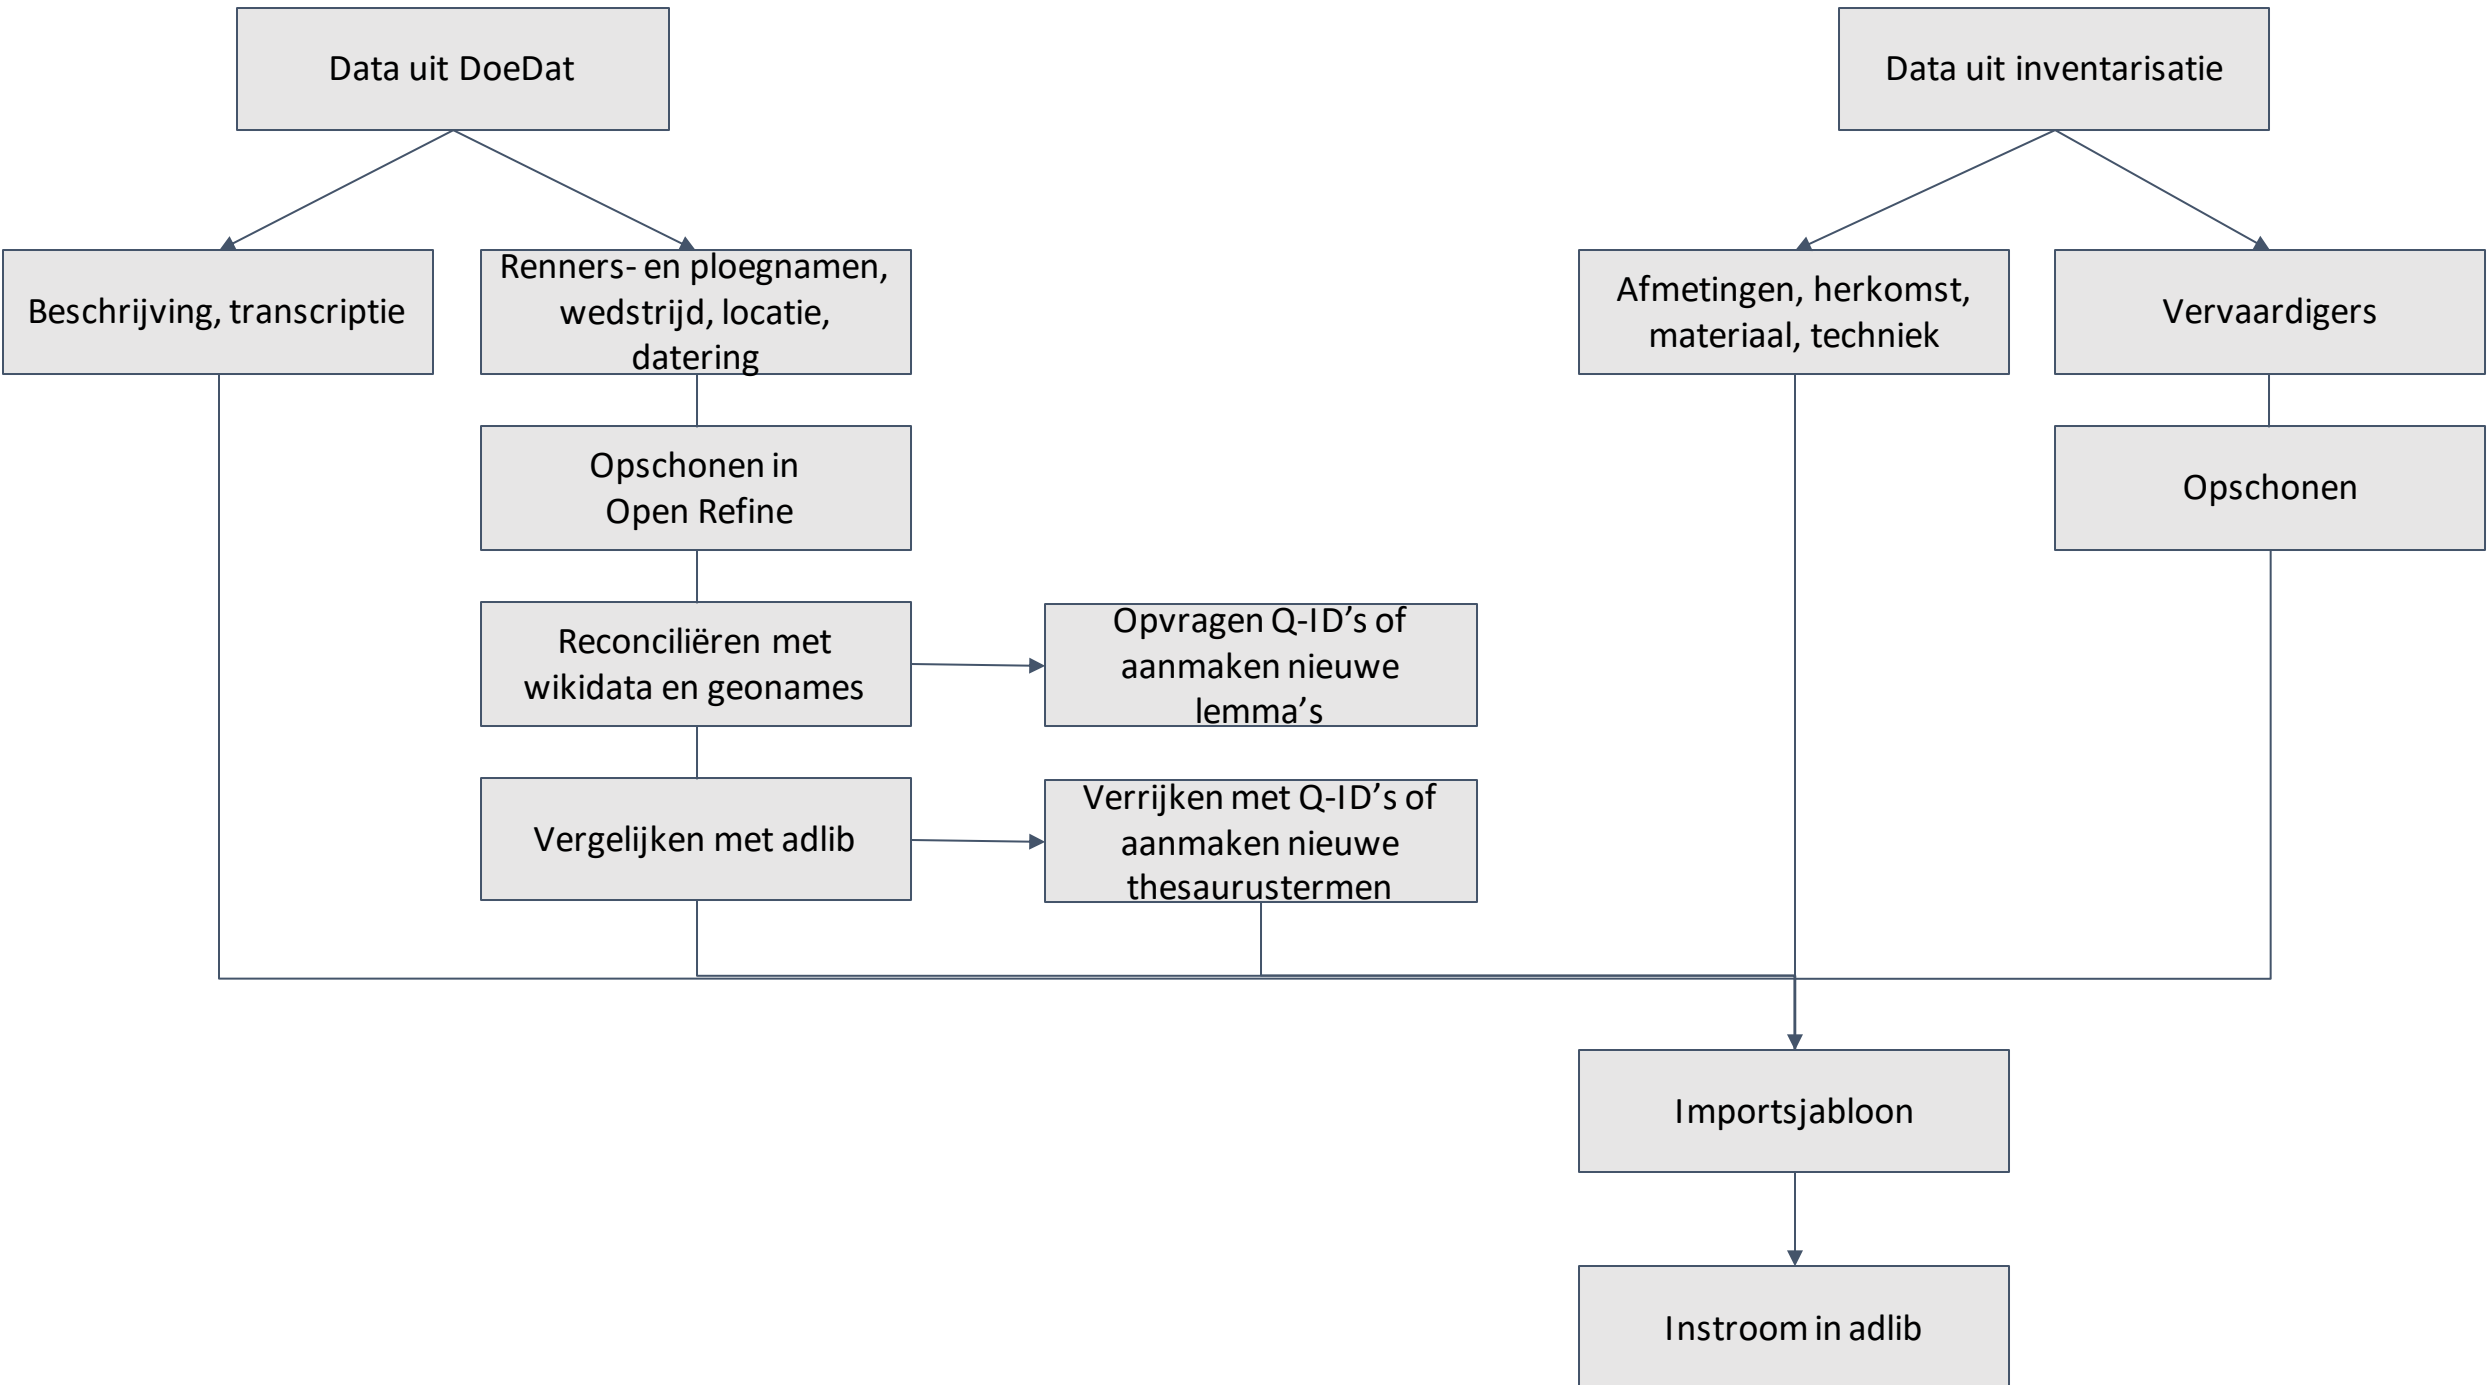 Data uit DoeDat
Data uit inventarisatie
Beschrijving, transcriptie
Renners- en ploegnamen,
wedstrijd, locatie,
datering
Afmetingen, herkomst,
materiaal, techniek
Vervaardigers
Opschonen in
Open Refine
Opschonen
Reconciliëren met
wikidata en geonames
Opvragen Q-ID’s of
aanmaken nieuwe
lemma’s
Vergelijken met adlib
Verrijken met Q-ID’s of
aanmaken nieuwe
thesaurustermen
Importsjabloon
Instroom in adlib